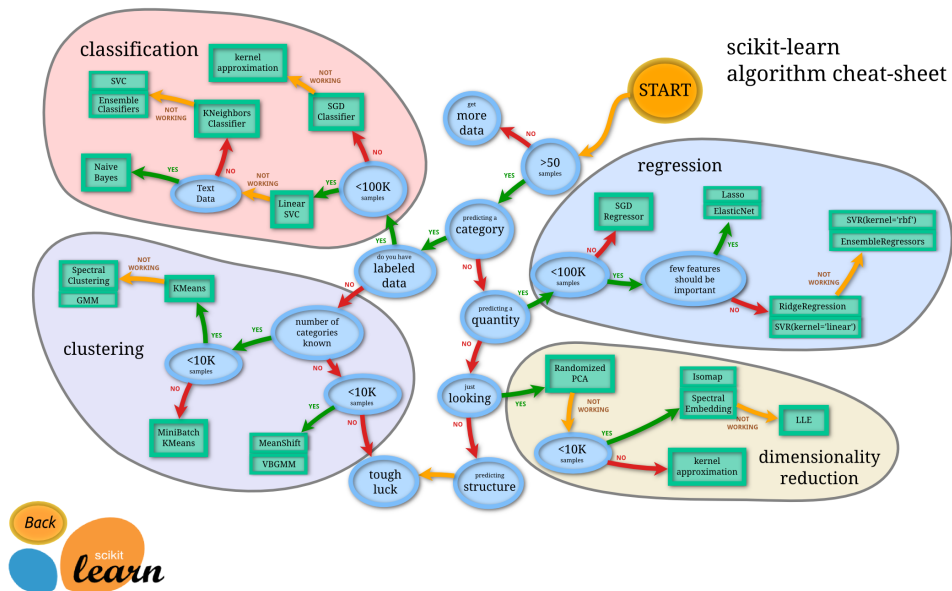 scikit-learn
algorithm cheat-sheet
START
classification
kernel
approximation
NOT
WORKING
SVC
Ensemble
Classifiers
NOT
WORKING
KNeighbors
Classifier
SGD
Classifier
NO
Naive
Bayes
YES
Text
Data
NO
NOT
WORKING
Linear
SVC
YES
<100K
samples
get
more
data
NO
>50
samples
YES
predicting a
category
YES
do you have
labeled
data
YES
NO
NO
predicting a
quantity
YES
NO
just
looking
YES
NO
predicting
structure
tough
luck
regression
SGD
Regressor
NO
<100K
samples
YES
few features
should be
important
YES
Lasso
ElasticNet
NO
RidgeRegression
SVR(kernel='linear')
NOT
WORKING
SVR(kernel='rbf')
EnsembleRegressors
clustering
Spectral
Clustering
GMM
NOT
WORKING
KMeans
YES
<10K
samples
YES
number of
categories
known
NO
NO
MiniBatch
KMeans
<10K
samples
YES
NO
MeanShift
VBGMM
Randomized
PCA
NOT
WORKING
<10K
samples
YES
Isomap
Spectral
Embedding
NOT
WORKING
LLE
NO
kernel
approximation
dimensionality
reduction
Back
scikit
learn